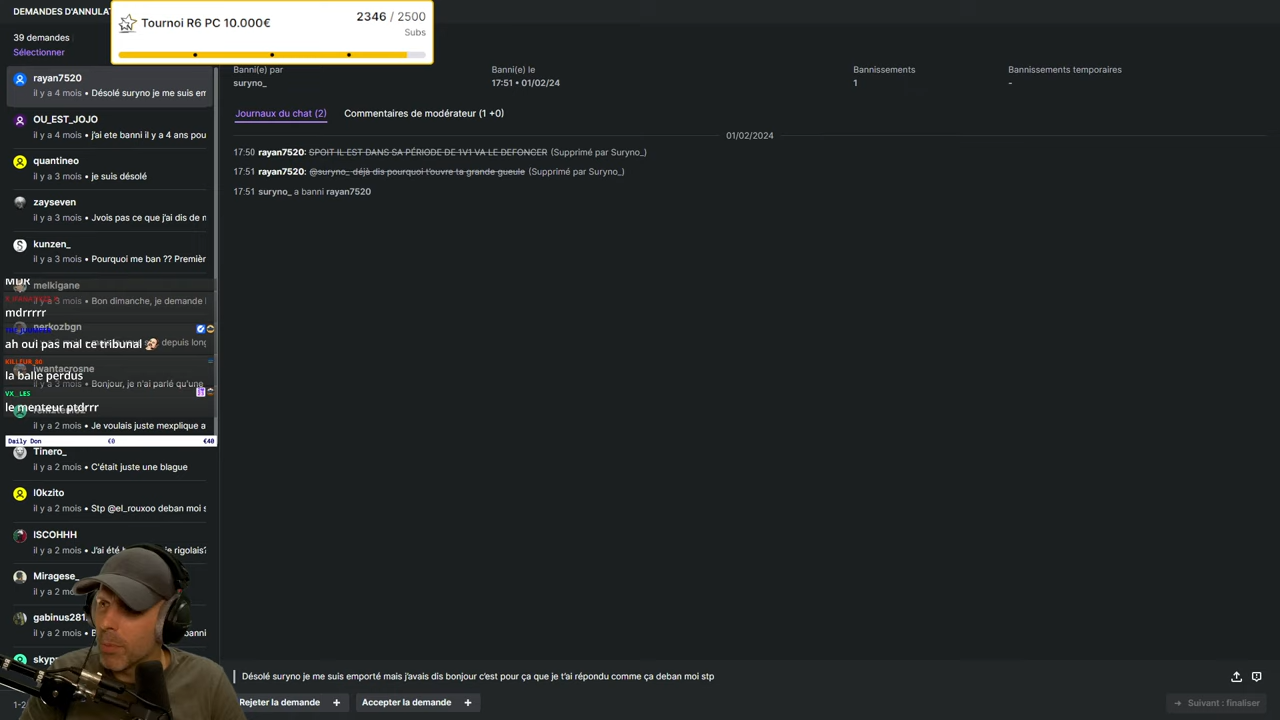 DEMANDES D'ANNULAT
Tournoi R6 PC 10.000€
2346 / 2500
Subs
39 demandes
Sélectionner
rayan7520
il y a 4 mois • Désolé suryno je me suis em
OU_EST_JOJO
il y a 4 mois • j'ai ete banni il y a 4 ans pou
quantineo
il y a 3 mois • je suis désolé
zayseven
il y a 3 mois • Jvois pas ce que j'ai dis de m
kunzen_
il y a 3 mois • Pourquoi me ban ?? Premièr
MDR
melkigane
il y a 3 mois • Bon dimanche, je demande
mdrrrrr
nerkozbgn
ah oui pas mal ce tribunal
depuis long
KILLEUR_86
iwantacrosne
la balle perdus
il y a 3 mois • Bonjour, je n'ai parlé qu'une
VX__L8S
le menteur ptdrrr
il y a 2 mois • Je voulais juste mexplique a
Daily Don €0 €40
Tinero_
il y a 2 mois • C'était juste une blague
l0kzito
il y a 2 mois • Stp @el_rouxoo deban moi s
ISCOHHH
il y a 2 mois • J'ai été rigolais?
Miragese_
il y a 2 mois •
gabinus281
il y a 2 mois • B banni
skyp
Banni(e) par
suryno_
Banni(e) le
17:51 • 01/02/24
Bannissements
1
Bannissements temporaires
-
Journaux du chat (2)
Commentaires de modérateur (1 +0)
01/02/2024
17:50 rayan7520: SPOIT IL EST DANS SA PÉRIODE DE 1V1 VA LE DEFONCER (Supprimé par Suryno_)
17:51 rayan7520: @suryno_ déjà dis pourquoi t'ouvre ta grande gueule (Supprimé par Suryno_)
17:51 suryno_ a banni rayan7520
Désolé suryno je me suis emporté mais j'avais dis bonjour c'est pour ça que je t'ai répondu comme ça deban moi stp
Rejeter la demande +
Accepter la demande +
→ Suivant : finaliser